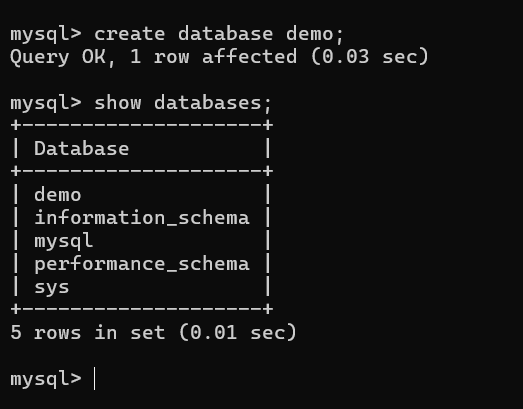 mysql> create database demo;
Query OK, 1 row affected (0.03 sec)
mysql> show databases;
+--------------------+
| Database           |
+--------------------+
| demo               |
| information_schema |
| mysql              |
| performance_schema |
| sys                |
+--------------------+
5 rows in set (0.01 sec)
mysql>